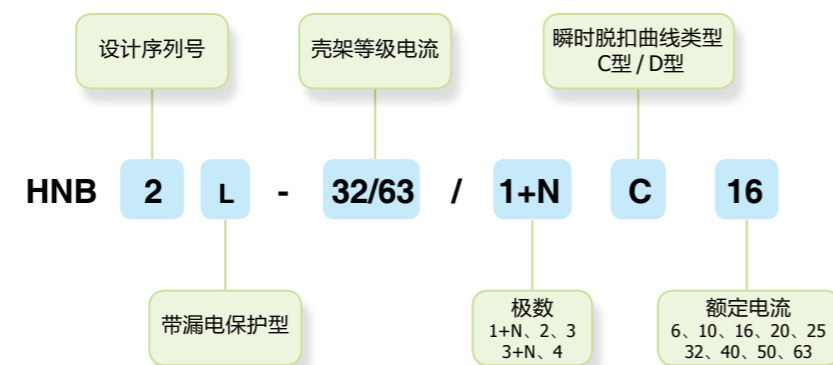 设计序列号
壳架等级电流
瞬时脱扣曲线类型
C型 / D型
HNB 2 L - 32/63 / 1+N C 16
带漏电保护型
极数
1+N、2、3
3+N、4
额定电流
6、10、16、20、25
32、40、50、63